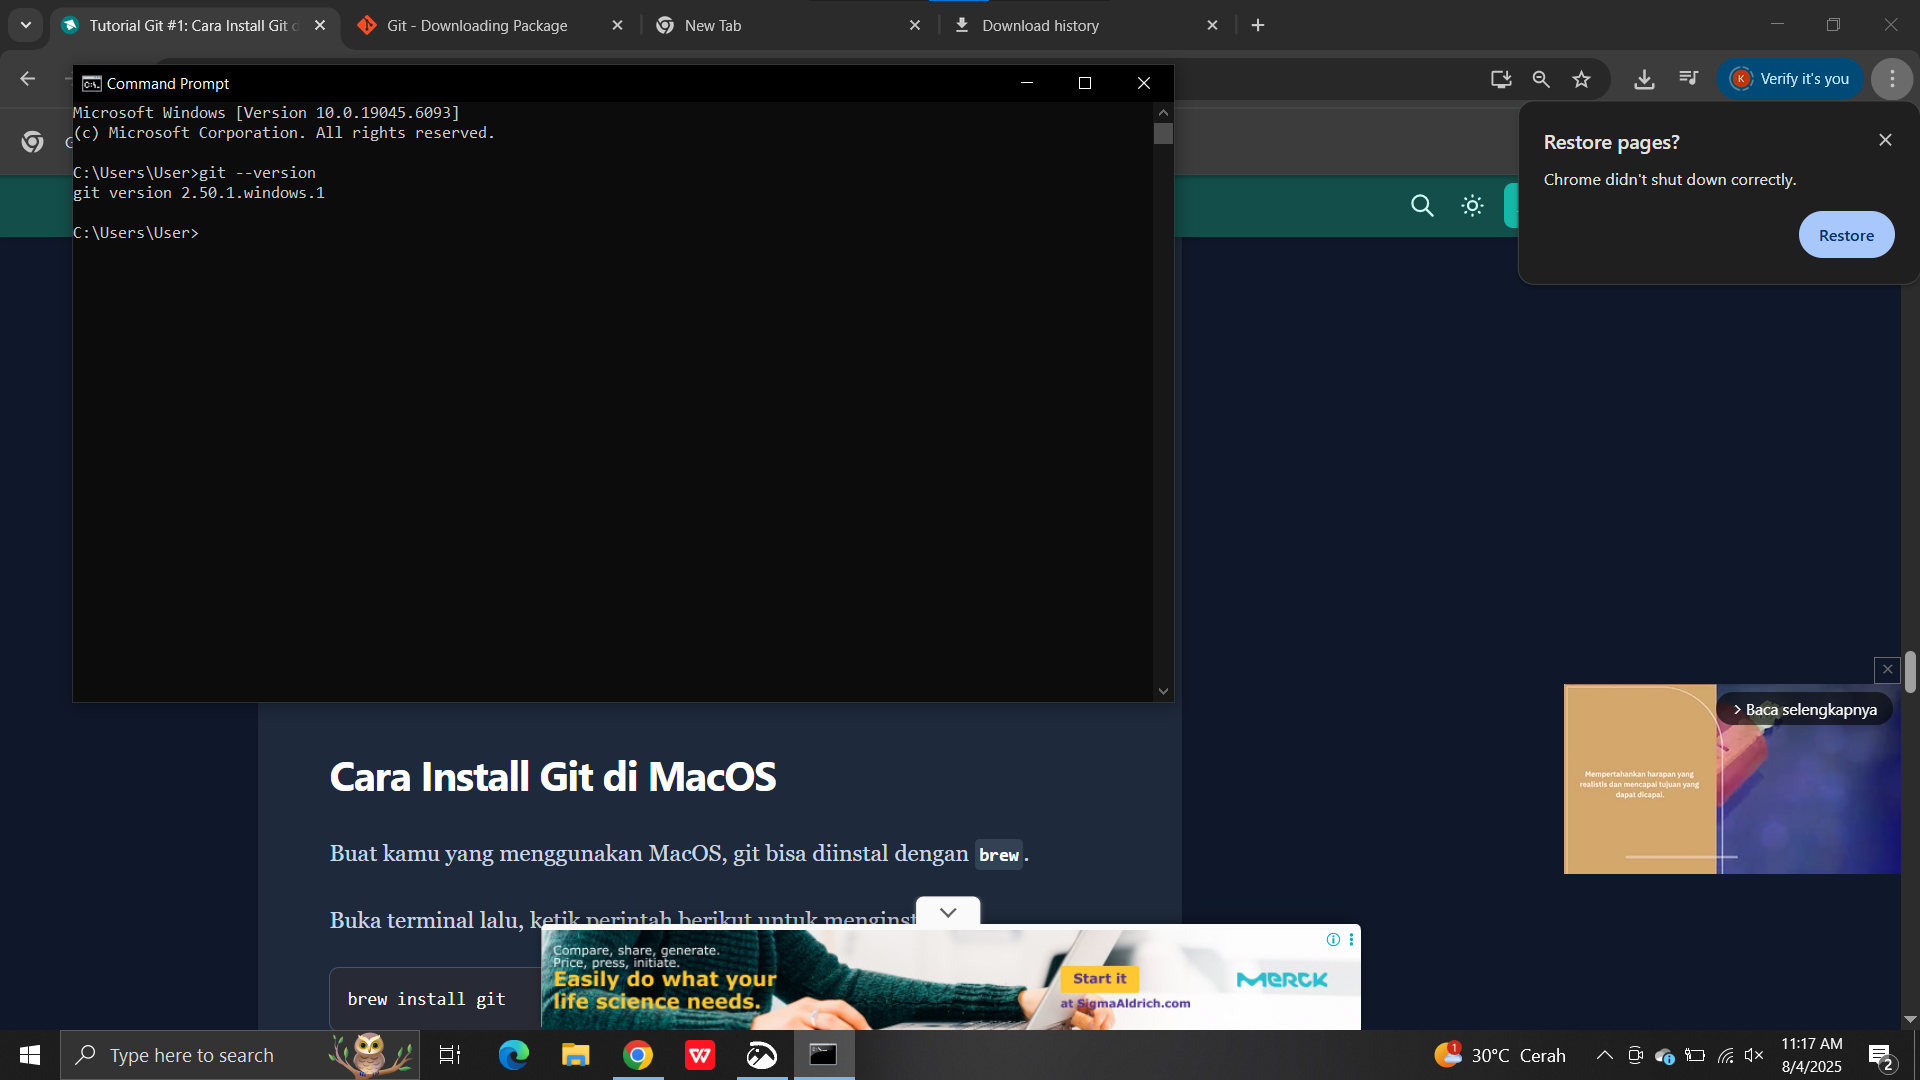 Tutorial Git #1: Cara Install Git d
Git - Downloading Package
New Tab
Download history
Verify it's you
Command Prompt
Microsoft Windows [Version 10.0.19045.6093]
(c) Microsoft Corporation. All rights reserved.
C:\Users\User>git --version
git version 2.50.1.windows.1
C:\Users\User>
Restore pages?
Chrome didn't shut down correctly.
Restore
Baca selengkapnya
Mempertahankan harapan yang
realistis dan mencapai tujuan yang
dapat dicapai.
Cara Install Git di MacOS
Buat kamu yang menggunakan MacOS, git bisa diinstal dengan brew.
Buka terminal lalu, ketik perintah berikut untuk menginst
brew install git
Compare, share, generate.
Price, press, initiate.
Easily do what your
life science needs.
Start it
at SigmaAldrich.com
MERCK
Type here to search
1
30°C Cerah
11:17 AM
8/4/2025
2